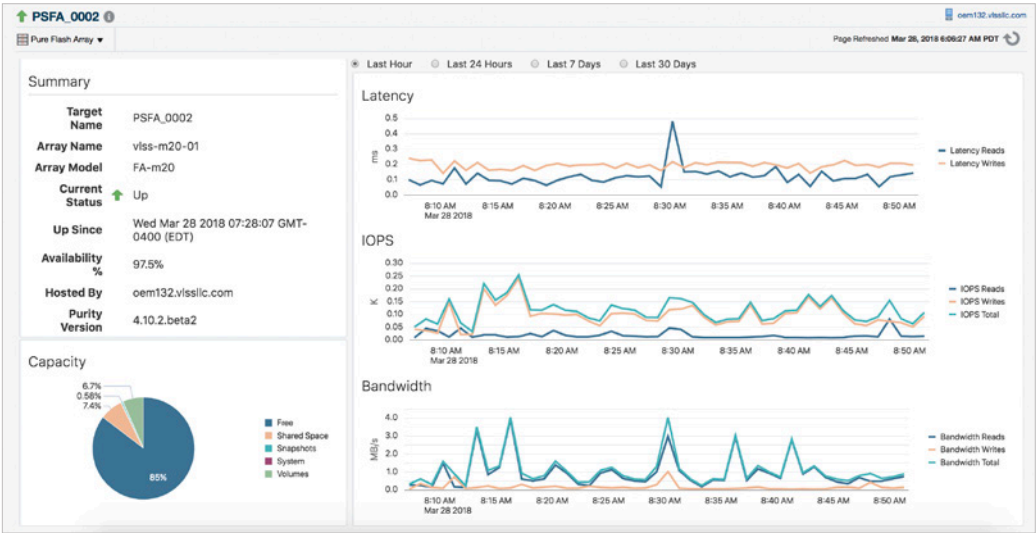 PSFA_0002
oem132.vlssllc.com
Pure Flash Array
Page Refreshed Mar 28, 2018 6:06:27 AM PDT
Last Hour Last 24 Hours Last 7 Days Last 30 Days
Summary
Target Name PSFA_0002
Array Name vlss-m20-01
Array Model FA-m20
Current Status Up
Up Since Wed Mar 28 2018 07:28:07 GMT-
0400 (EDT)
Availability % 97.5%
Hosted By oem132.vlssllc.com
Purity Version 4.10.2.beta2
Capacity
6.7%
0.58%
7.4%
85%
Free
Shared Space
Snapshots
System
Volumes
Latency
0.5
0.4
0.3
0.2
0.1
0.0
ms
8:10 AM 8:15 AM 8:20 AM 8:25 AM 8:30 AM 8:35 AM 8:40 AM 8:45 AM 8:50 AM
Mar 28 2018
Latency Reads
Latency Writes
IOPS
0.30
0.25
0.20
0.15
0.10
0.05
0.00
K
8:10 AM 8:15 AM 8:20 AM 8:25 AM 8:30 AM 8:35 AM 8:40 AM 8:45 AM 8:50 AM
Mar 28 2018
IOPS Reads
IOPS Writes
IOPS Total
Bandwidth
4.0
3.0
2.0
1.0
0.0
MB/s
8:10 AM 8:15 AM 8:20 AM 8:25 AM 8:30 AM 8:35 AM 8:40 AM 8:45 AM 8:50 AM
Mar 28 2018
Bandwidth Reads
Bandwidth Writes
Bandwidth Total